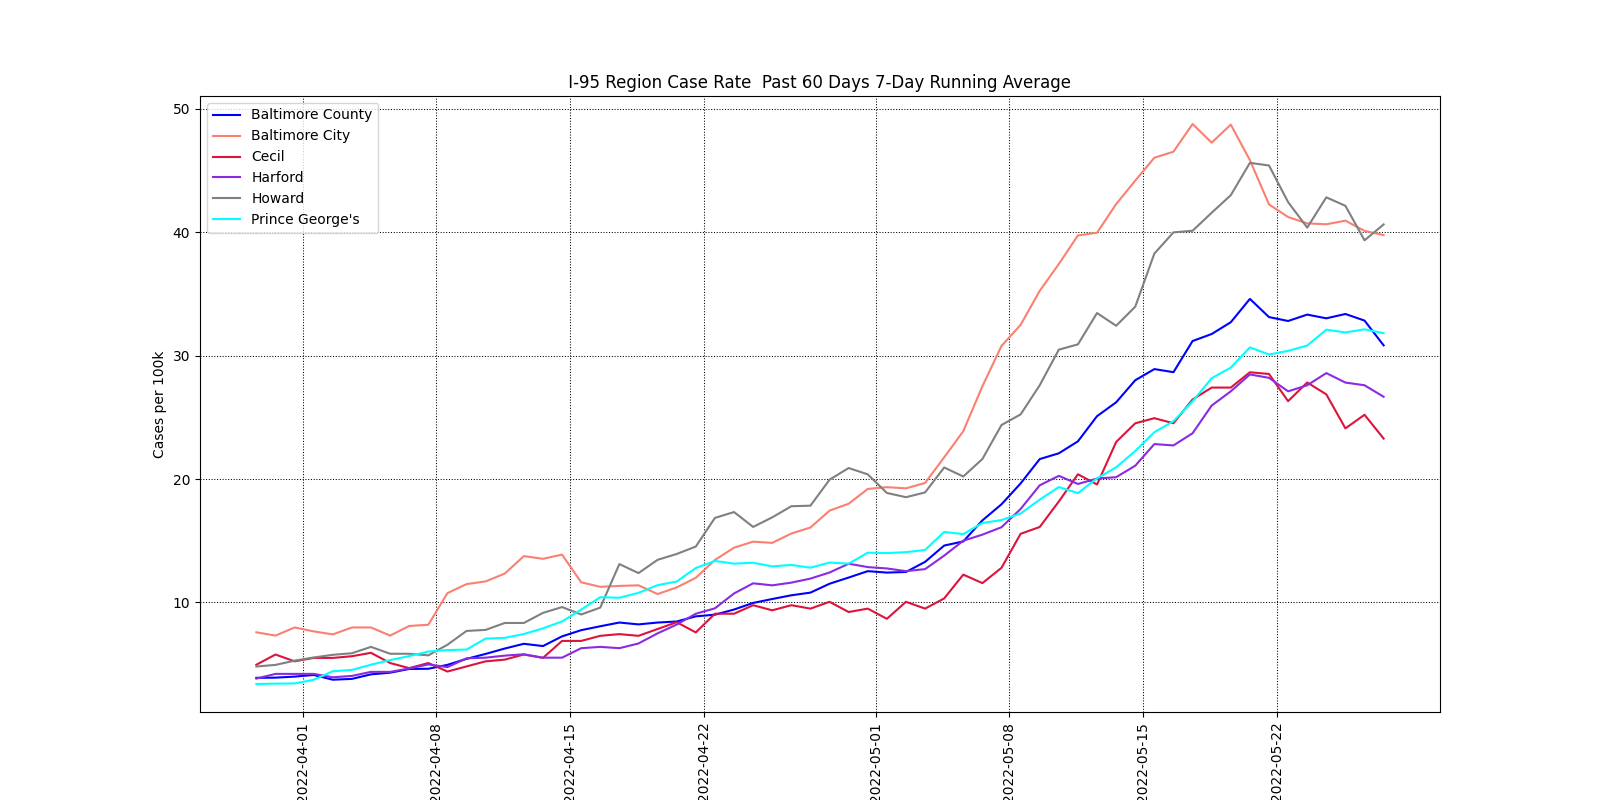 I-95 Region Case Rate  Past 60 Days 7-Day Running Average
50
40
30
20
10
Cases per 100k
Baltimore County
Baltimore City
Cecil
Harford
Howard
Prince George's
2022-04-01
2022-04-08
2022-04-15
2022-04-22
2022-05-01
2022-05-08
2022-05-15
2022-05-22